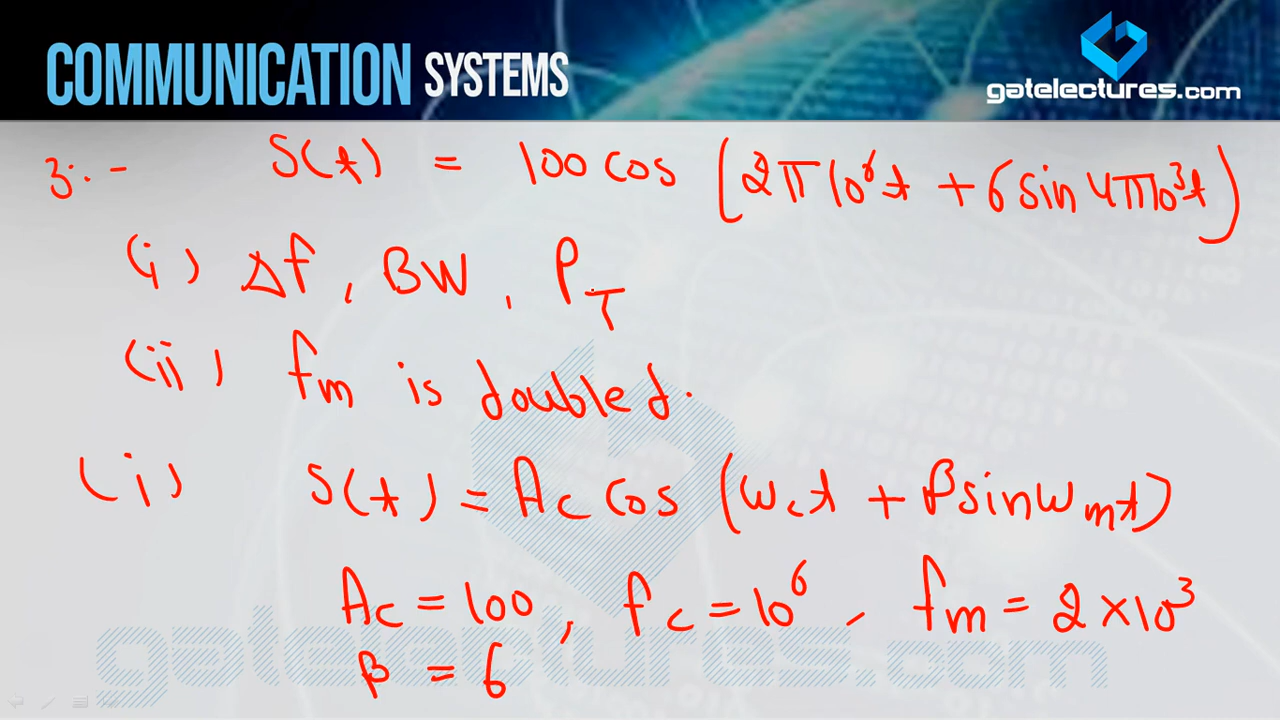 COMMUNICATION SYSTEMS
gatelectures.com
3:- S(t) = 100 cos (2π10⁶t + 6 sin 4π10³t)
(i) Δf, BW, P_T
(ii) fm is doubled.
(i) S(t) = Ac cos (ωct + β sin ωmt)
Ac = 100, fc = 10⁶, fm = 2 × 10³
β = 6
gatelectures.com